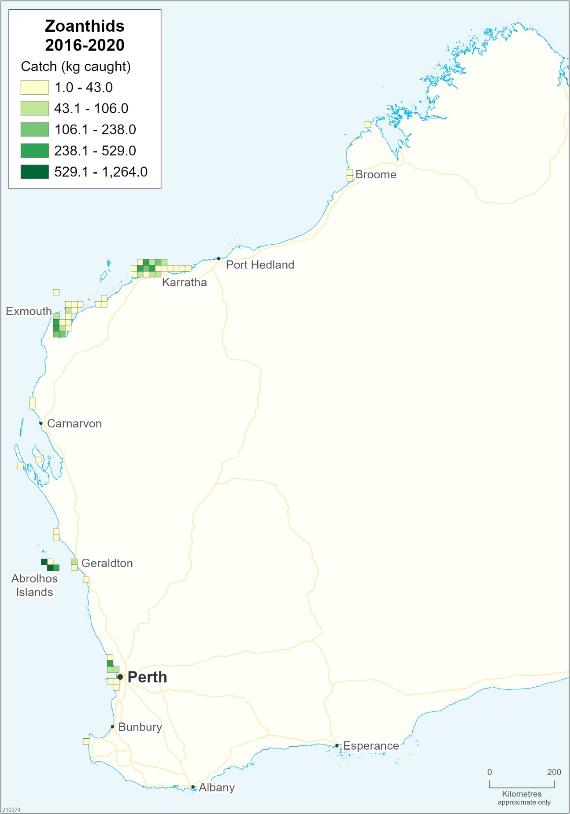 Zoanthids
2016-2020
Catch (kg caught)
1.0 - 43.0
43.1 - 106.0
106.1 - 238.0
238.1 - 529.0
529.1 - 1,264.0
Broome
Port Hedland
Karratha
Exmouth
Carnarvon
Geraldton
Abrolhos
Islands
Perth
Bunbury
Esperance
Albany
0 200
Kilometres
approximate only